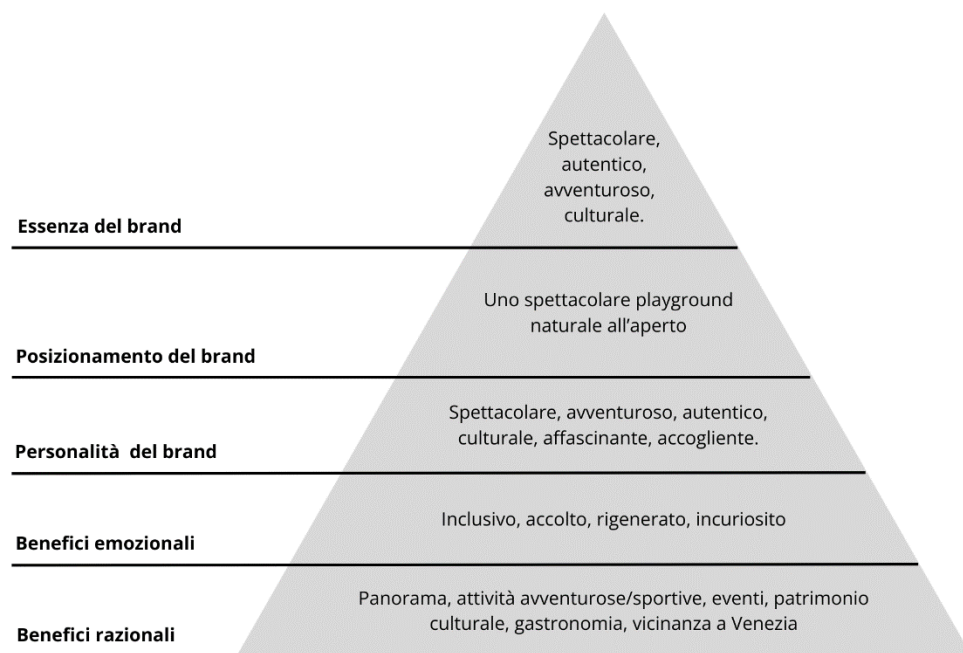 Spettacolare,
autentico,
avventuroso,
culturale.
Essenza del brand
Uno spettacolare playground
naturale all’aperto
Posizionamento del brand
Spettacolare, avventuroso, autentico,
culturale, affascinante, accogliente.
Personalità  del brand
Inclusivo, accolto, rigenerato, incuriosito
Benefici emozionali
Panorama, attività avventurose/sportive, eventi, patrimonio
culturale, gastronomia, vicinanza a Venezia
Benefici razionali